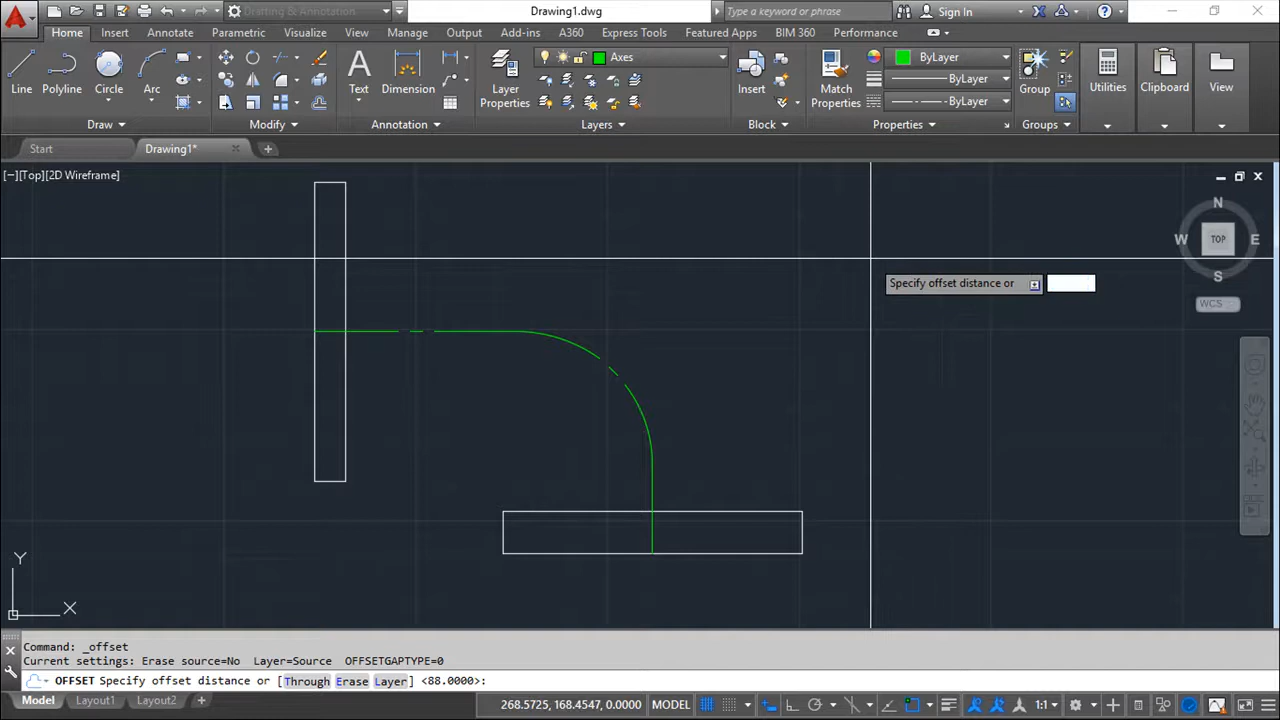 Drafting & Annotation
Drawing1.dwg
Type a keyword or phrase
Sign In
Home Insert Annotate Parametric Visualize View Manage Output Add-ins A360 Express Tools Featured Apps BIM 360 Performance
Line Polyline Circle Arc
Text Dimension
Layer
Properties
Axes
Insert
Match
Properties
ByLayer
ByLayer
ByLayer
Group
Utilities Clipboard View
Draw Modify Annotation Layers Block Properties Groups
Start Drawing1*
[−][Top][2D Wireframe]
N
W TOP E
S
WCS
Specify offset distance or
Y
X
Command: _offset
Current settings: Erase source=No Layer=Source OFFSETGAPTYPE=0
OFFSET Specify offset distance or [Through Erase Layer] <88.0000>:
Model Layout1 Layout2
268.5725, 168.4547, 0.0000 MODEL
1:1